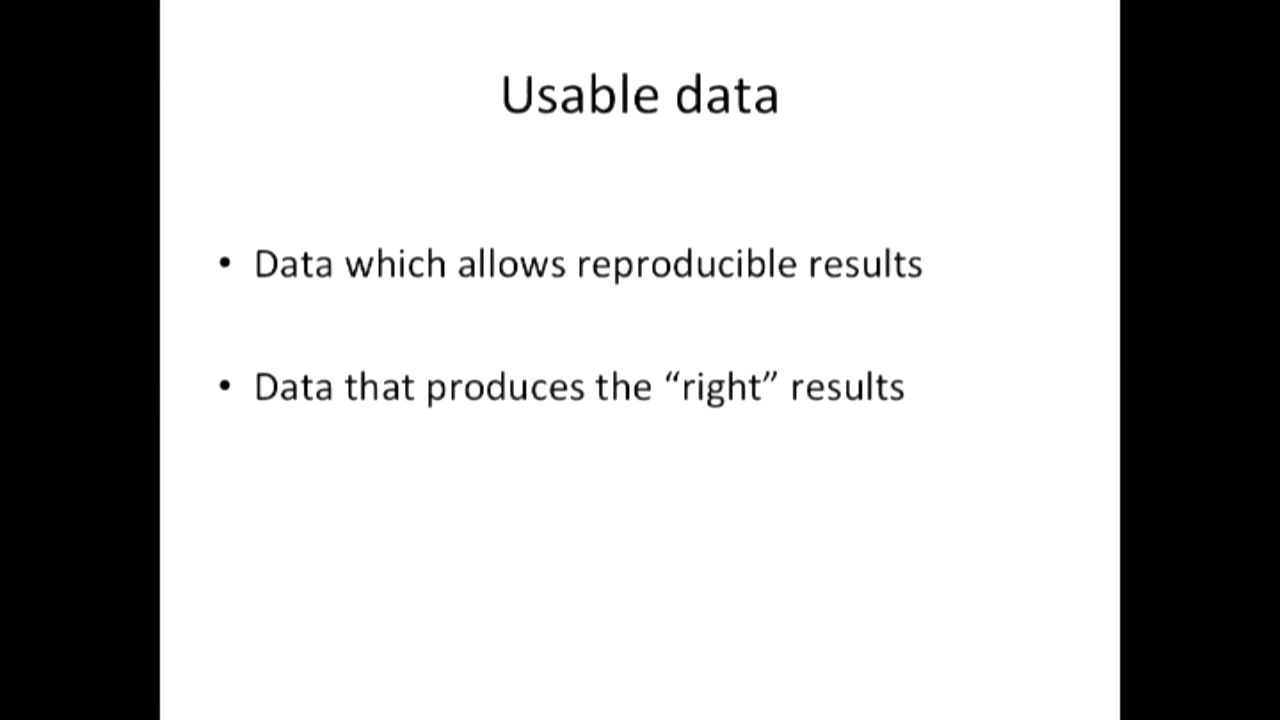 Usable data
• Data which allows reproducible results
• Data that produces the “right” results